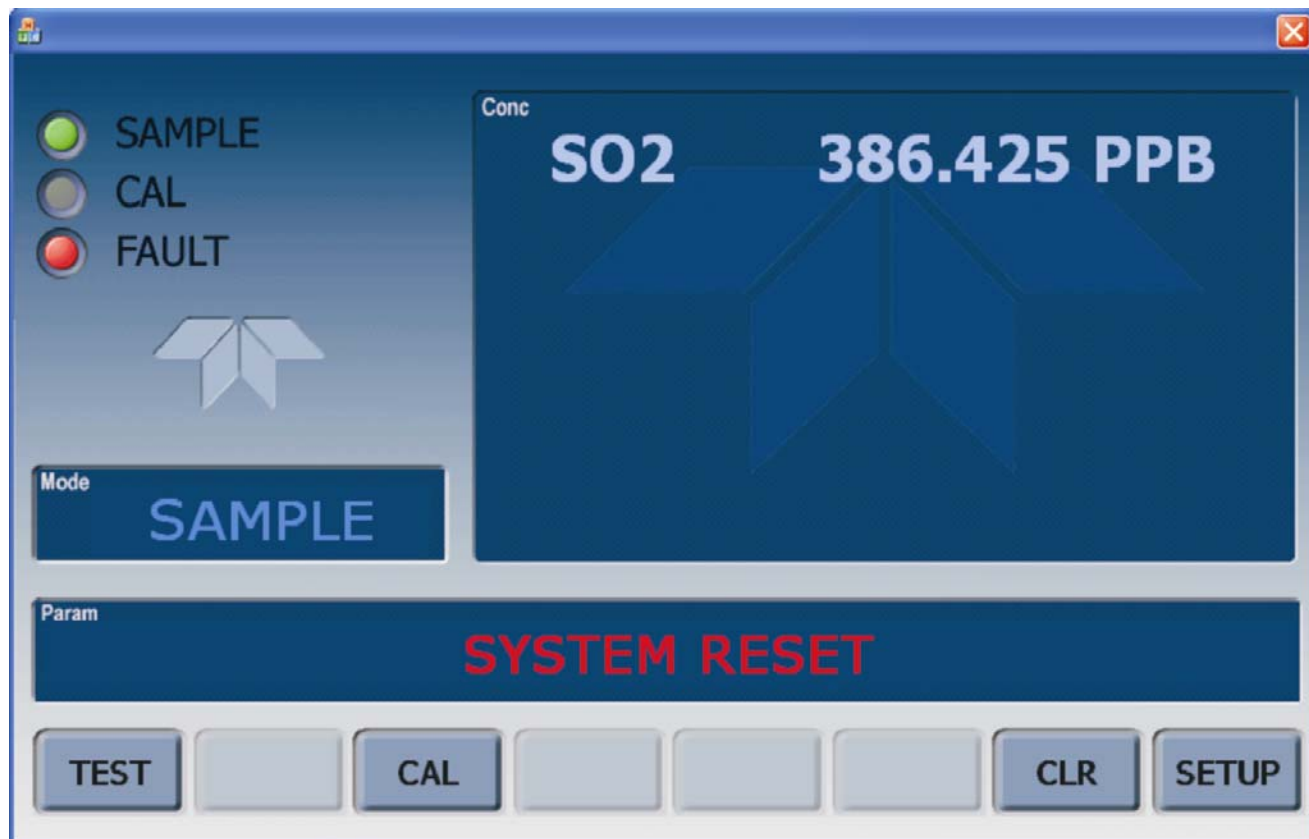 SAMPLE
CAL
FAULT
Conc
SO2 386.425 PPB
Mode
SAMPLE
Param
SYSTEM RESET
TEST CAL CLR SETUP